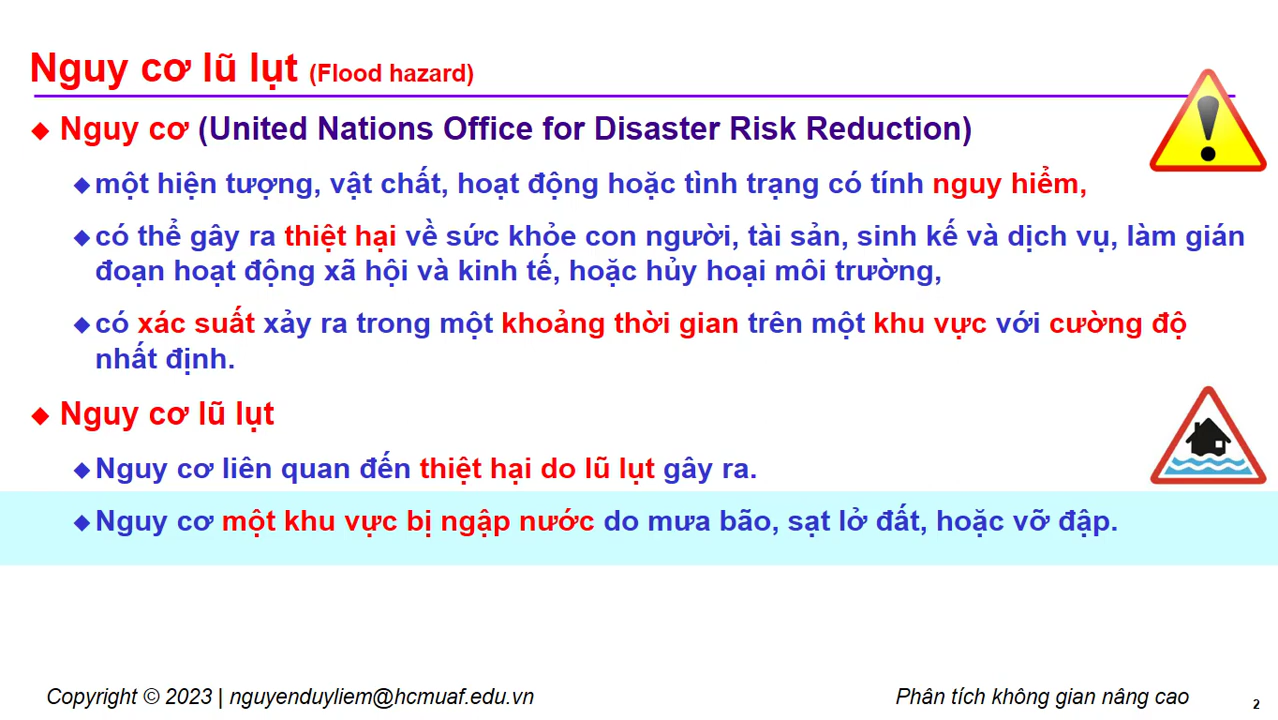 Nguy cơ lũ lụt (Flood hazard)
Nguy cơ (United Nations Office for Disaster Risk Reduction)
một hiện tượng, vật chất, hoạt động hoặc tình trạng có tính nguy hiểm,
có thể gây ra thiệt hại về sức khỏe con người, tài sản, sinh kế và dịch vụ, làm gián
đoạn hoạt động xã hội và kinh tế, hoặc hủy hoại môi trường,
có xác suất xảy ra trong một khoảng thời gian trên một khu vực với cường độ
nhất định.
Nguy cơ lũ lụt
Nguy cơ liên quan đến thiệt hại do lũ lụt gây ra.
Nguy cơ một khu vực bị ngập nước do mưa bão, sạt lở đất, hoặc vỡ đập.
Copyright © 2023 | nguyenduyliem@hcmuaf.edu.vn
Phân tích không gian nâng cao
2